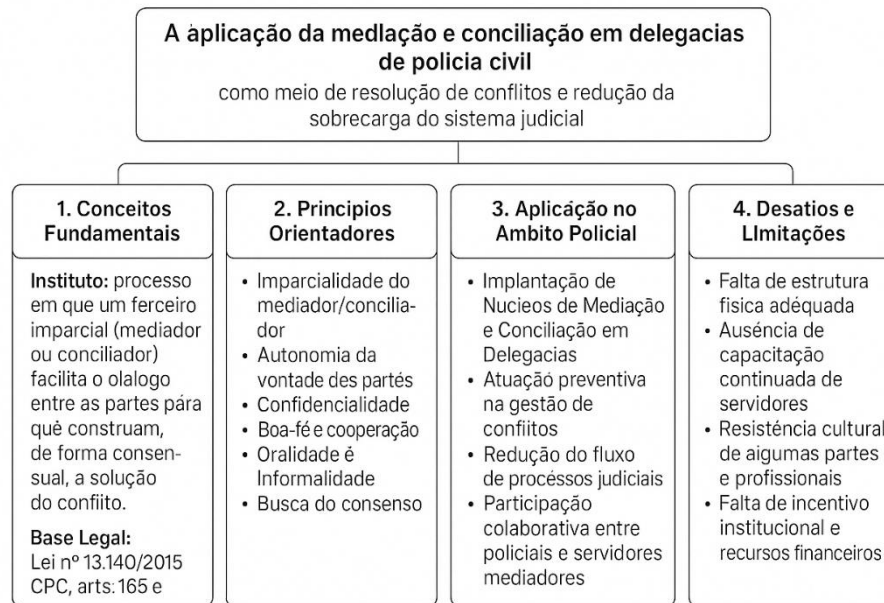 A aplicação da medlação e conciliação em delegacias
de policia civil
como meio de resolução de conflitos e redução da
sobrecarga do sistema judicial
1. Conceitos
Fundamentais
Instituto: processo
em que um ferceiro
imparcial (mediador
ou conciliador)
facilita o olalogo
entre as partes pára
quê construam,
de forma consen-
sual, a solução
do confiito.
Base Legal:
Lei nº 13.140/2015
CPC, arts: 165 e
2. Principios
Orientadores
• Imparcialidade do
mediador/concilia-
dor
• Autonomia da
vontade des partés
• Confidencialidade
• Boa-fé e cooperação
• Oralidade é
Informalidade
• Busca do consenso
3. Aplicáção no
Ambito Policial
• Implantação de
Nucieos de Mediação
e Conciliação em
Delegacias
• Atuação preventiva
na gestão de
confiitos
• Redução do fluxo
de procéssos judiciais
• Participação
colaborativa entre
policiais e servidores
mediadores
4. Desatios e
LImitações
• Falta de estrutura
fisica adéquada
• Auséncia de
capacitação
continuada de
servidores
• Resisténcia cultural
de aigumas partes
e profissionais
• Falta de incentivo
institucional e
recursos financeiros